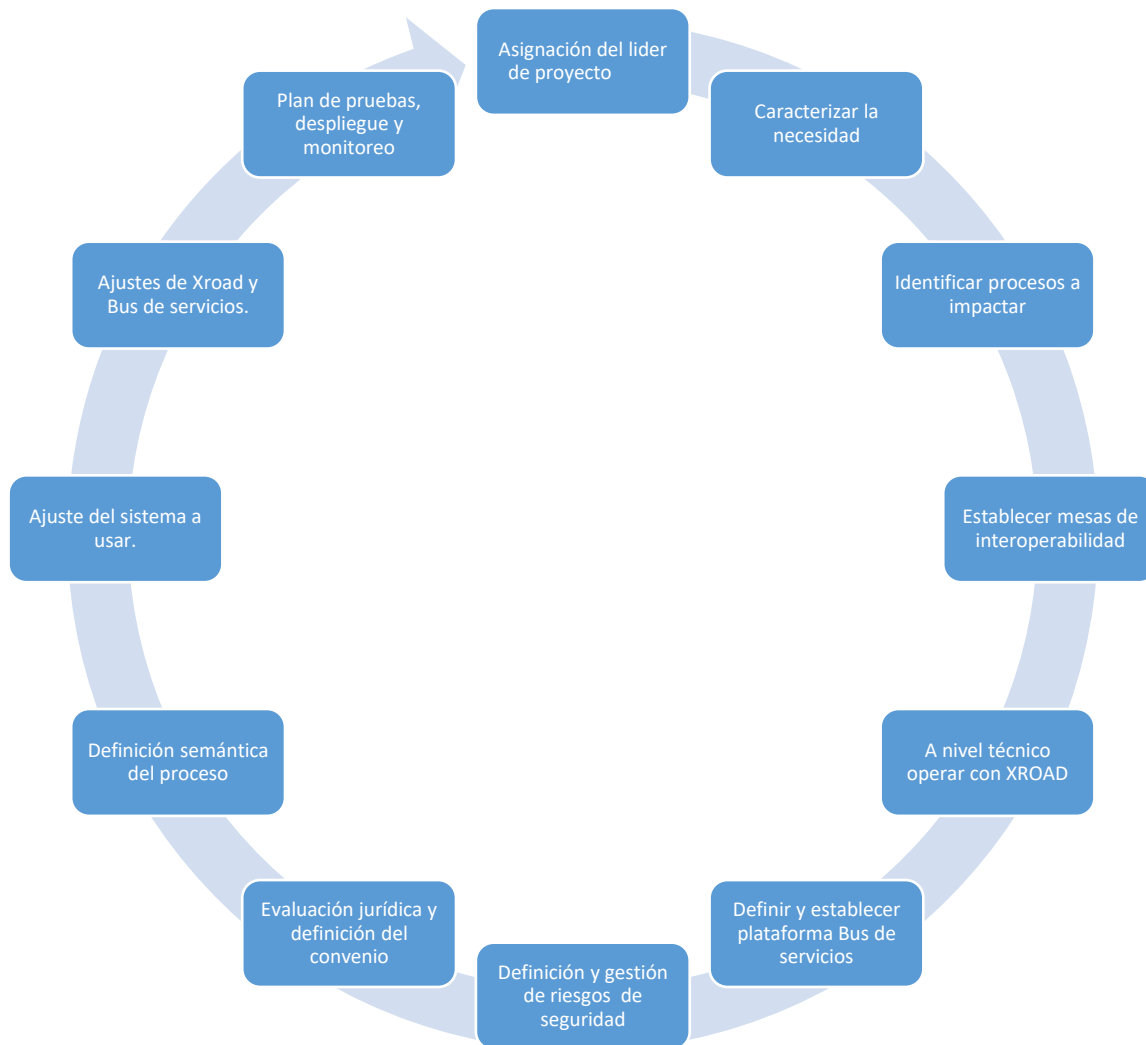 Asignación del lider
de proyecto
Caracterizar la
necesidad
Identificar procesos a
impactar
Establecer mesas de
interoperabilidad
A nivel técnico
operar con XROAD
Definir y establecer
plataforma Bus de
servicios
Definición y gestión
de riesgos de
seguridad
Evaluación jurídica y
definición del
convenio
Definición semántica
del proceso
Ajuste del sistema a
usar.
Ajustes de Xroad y
Bus de servicios.
Plan de pruebas,
despliegue y
monitoreo